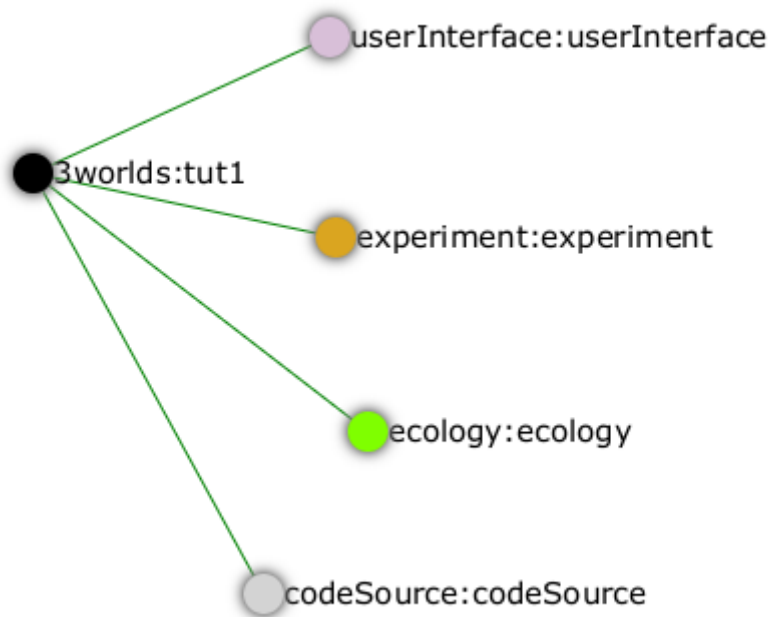 userInterface:userInterface
3worlds:tut1
experiment:experiment
ecology:ecology
codeSource:codeSource